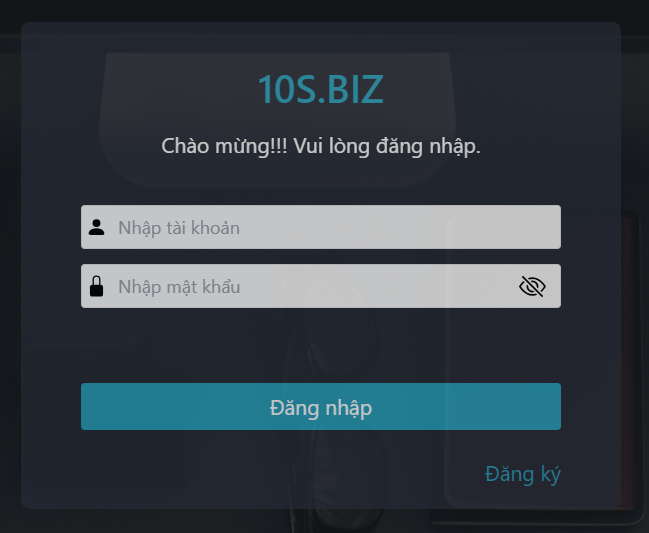 10S.BIZ
Chào mừng!!! Vui lòng đăng nhập.
Nhập tài khoản
Nhập mật khẩu
Đăng nhập
Đăng ký